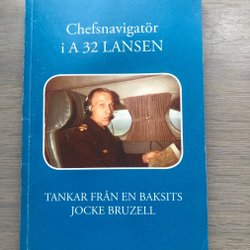 Chefsnavigatör
i A 32 LANSEN
TANKAR FRÅN EN BAKSITS
JOCKE BRUZELL